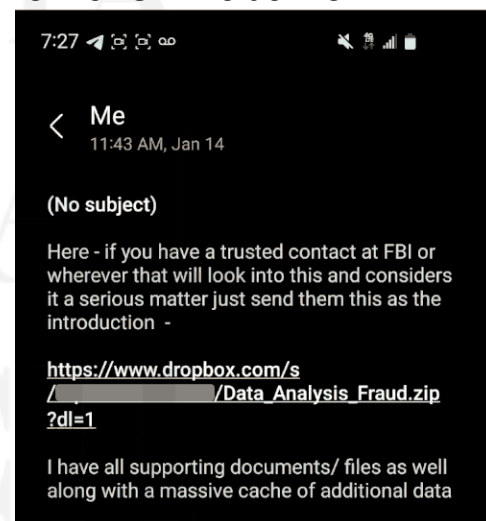 7:27
Me
11:43 AM, Jan 14
(No subject)
Here - if you have a trusted contact at FBI or
wherever that will look into this and considers
it a serious matter just send them this as the
introduction -
https://www.dropbox.com/s
/ /Data_Analysis_Fraud.zip
?dl=1
I have all supporting documents/ files as well
along with a massive cache of additional data